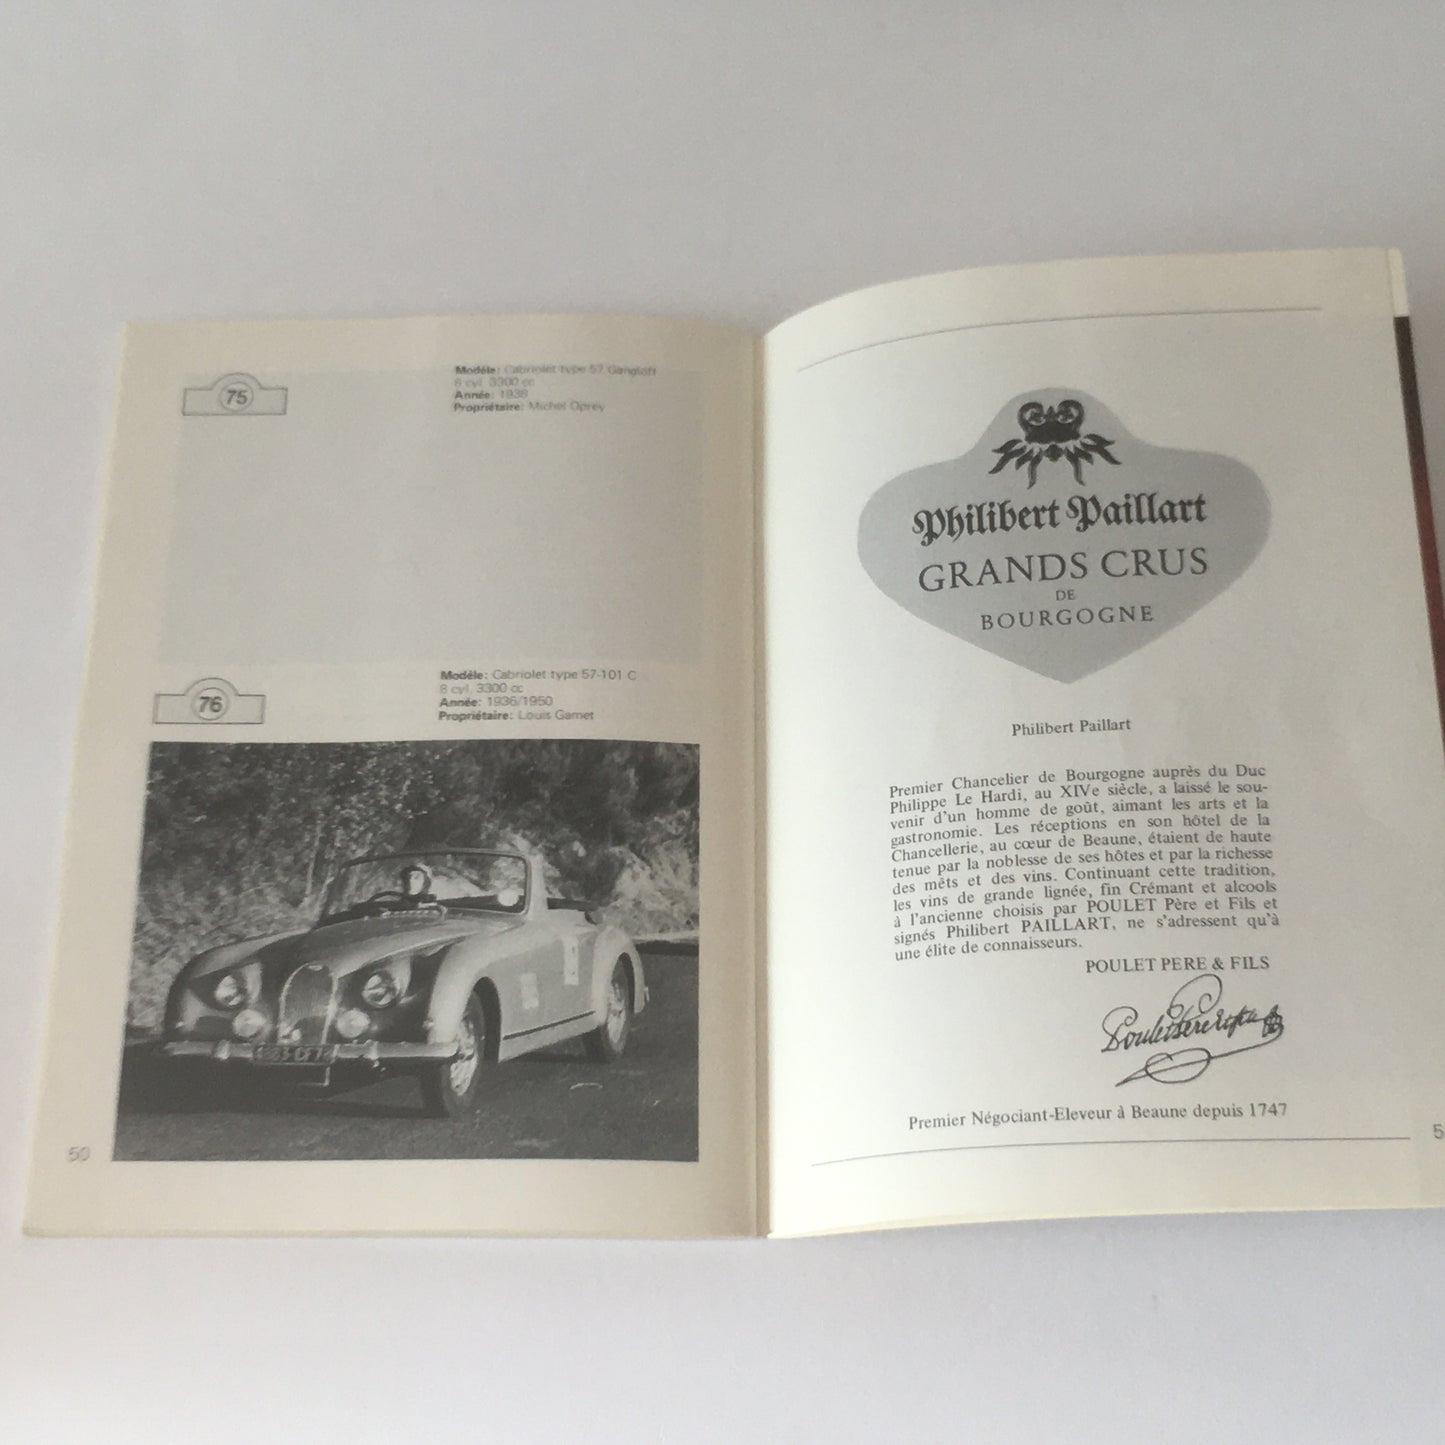 75
Modèle: Cabriolet type 57 Gangloff
8 cyl. 3300 cc
Année: 1938
Propriétaire: Michel Oprey
76
Modèle: Cabriolet type 57-101 C
8 cyl. 3300 cc
Année: 1936/1950
Propriétaire: Louis Gamet
50
Philibert Paillart
GRANDS CRUS
DE
BOURGOGNE
Philibert Paillart
Premier Chancelier de Bourgogne auprès du Duc
Philippe Le Hardi, au XIVe siècle, a laissé le sou-
venir d'un homme de goût, aimant les arts et la
gastronomie. Les réceptions en son hôtel de la
Chancellerie, au cœur de Beaune, étaient de haute
tenue par la noblesse de ses hôtes et par la richesse
des mêts et des vins. Continuant cette tradition,
les vins de grande lignée, fin Crémant et alcools
à l'ancienne choisis par POULET Père et Fils et
signés Philibert PAILLART, ne s'adressent qu'à
une élite de connaisseurs.
POULET PERE & FILS
Premier Négociant-Eleveur à Beaune depuis 1747
5